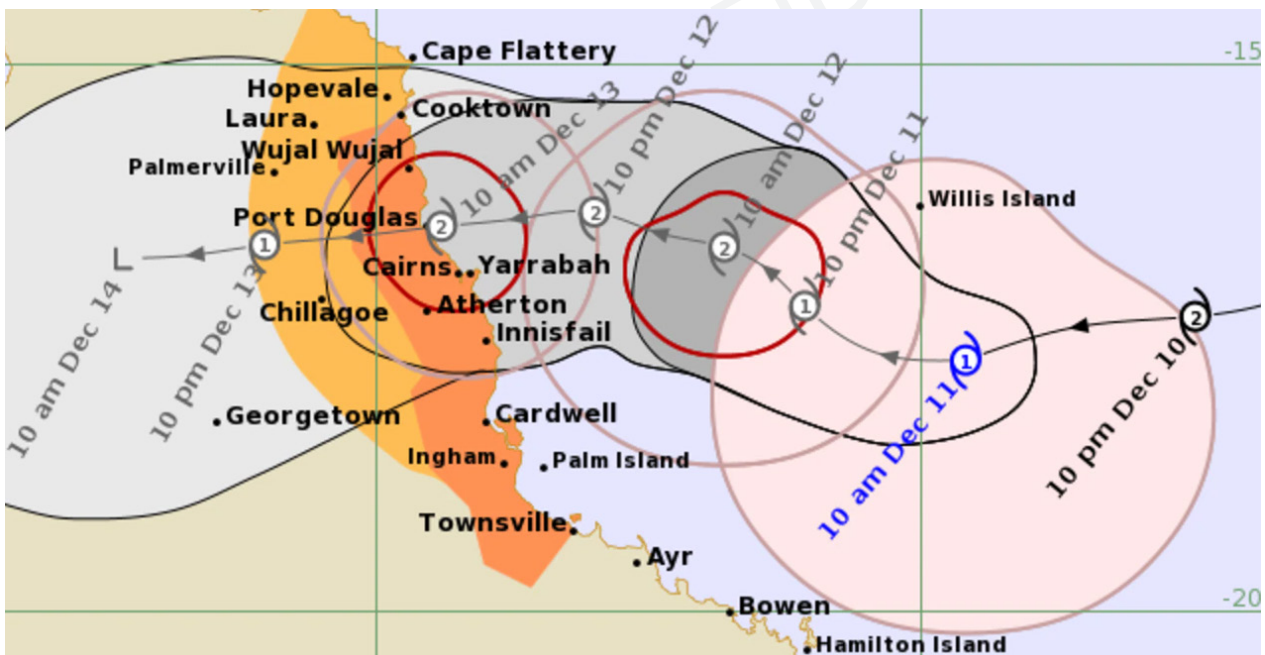 Cape Flattery
-15
Hopevale
Cooktown
Laura
Wujal Wujal
Palmerville
Willis Island
Port Douglas
Cairns
Yarrabah
Atherton
Chillagoe
Innisfail
Georgetown
Cardwell
Ingham
Palm Island
Townsville
Ayr
-20
Bowen
Hamilton Island
10 pm Dec 10
2
10 am Dec 11
1
10 pm Dec 11
1
10 am Dec 12
2
10 pm Dec 12
2
10 am Dec 13
2
10 pm Dec 13
1
10 am Dec 14
L